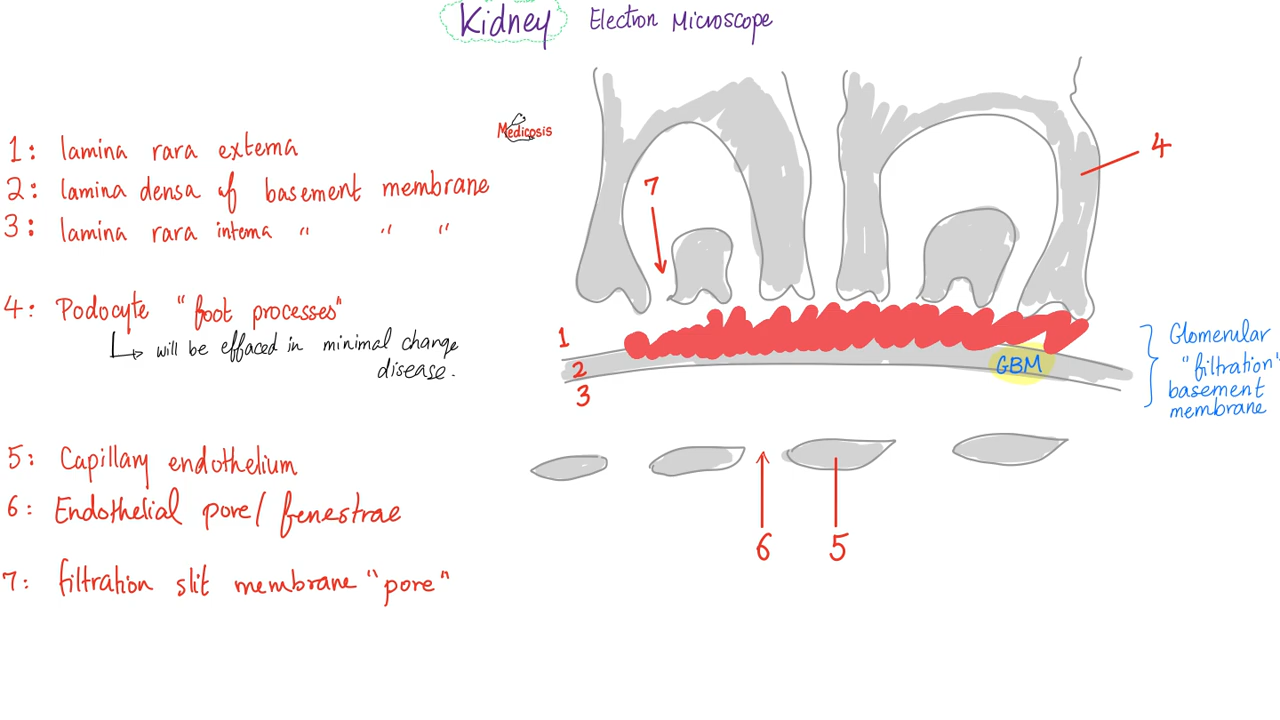 Kidney Electron Microscope
Medicosis
1: lamina rara externa
2: lamina densa of basement membrane
3: lamina rara interna " " "
4: Podocyte "foot processes"
will be effaced in minimal change
disease.
5: Capillary endothelium
6: Endothelial pore/ fenestrae
7: filtration slit membrane "pore"
7
4
1
2
3
GBM
Glomerular
"filtration"
basement
membrane
6
5